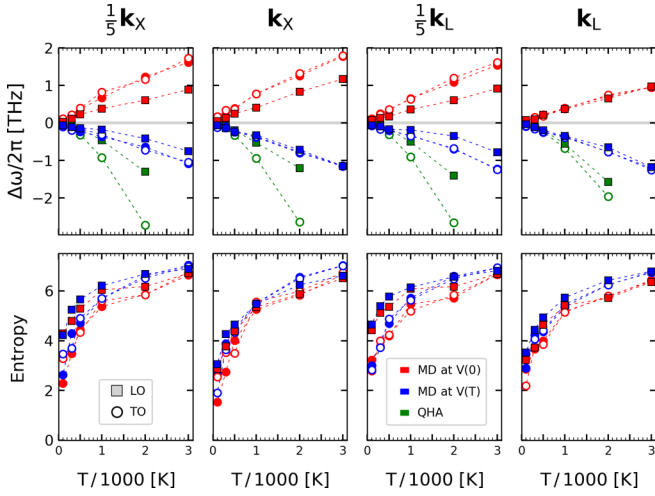 1/5 k_X
k_X
1/5 k_L
k_L
Δω/2π [THz]
2
1
0
−1
−2
Entropy
6
4
2
0
LO
TO
MD at V(0)
MD at V(T)
QHA
0 1 2 3
0 1 2 3
0 1 2 3
0 1 2 3
T/1000 [K]
T/1000 [K]
T/1000 [K]
T/1000 [K]